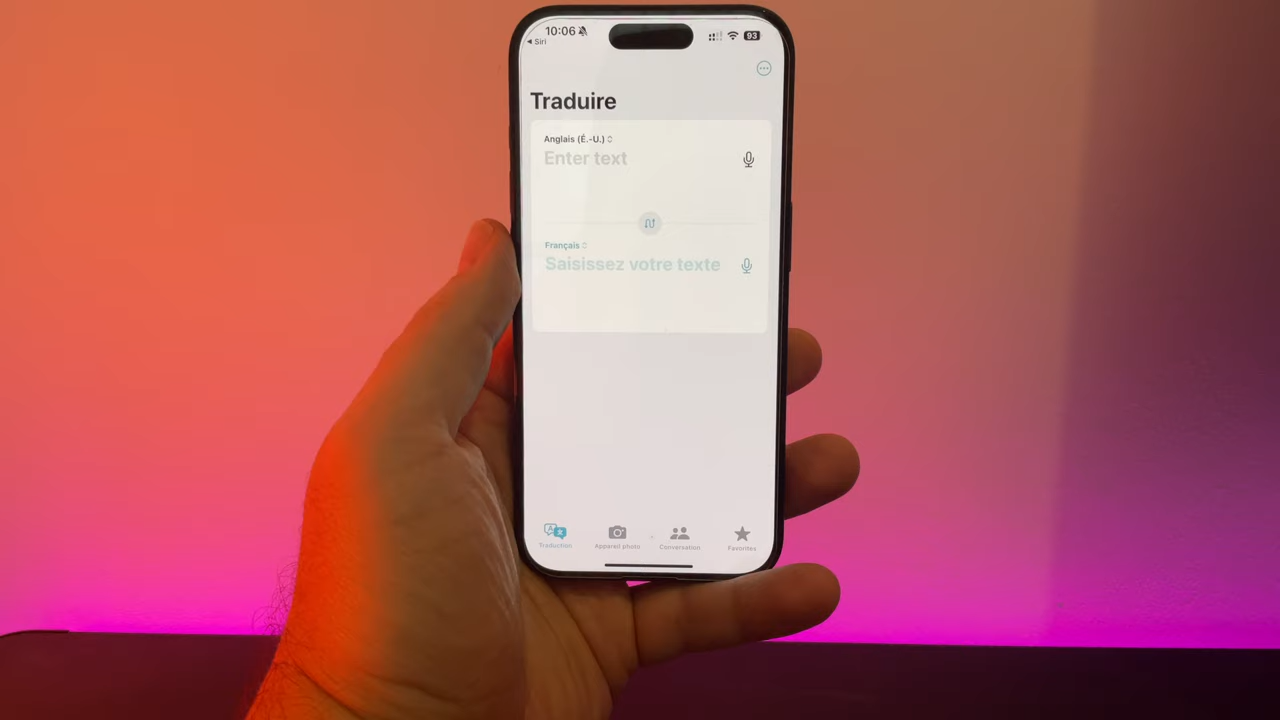 10:06
93
◀ Siri
Traduire
Anglais (É.-U.)
Enter text
Français
Saisissez votre texte
Traduction
Appareil photo
Conversation
Favorites